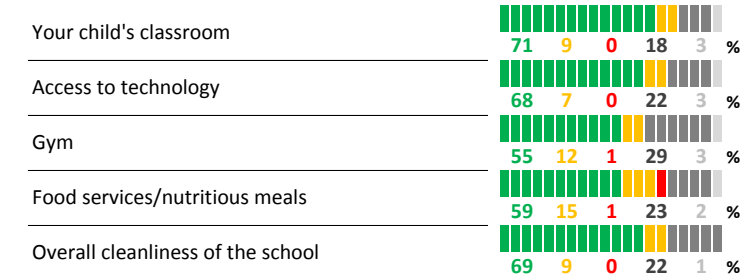 Your child's classroom
71 9 0 18 3 %
Access to technology
68 7 0 22 3 %
Gym
55 12 1 29 3 %
Food services/nutritious meals
59 15 1 23 2 %
Overall cleanliness of the school
69 9 0 22 1 %